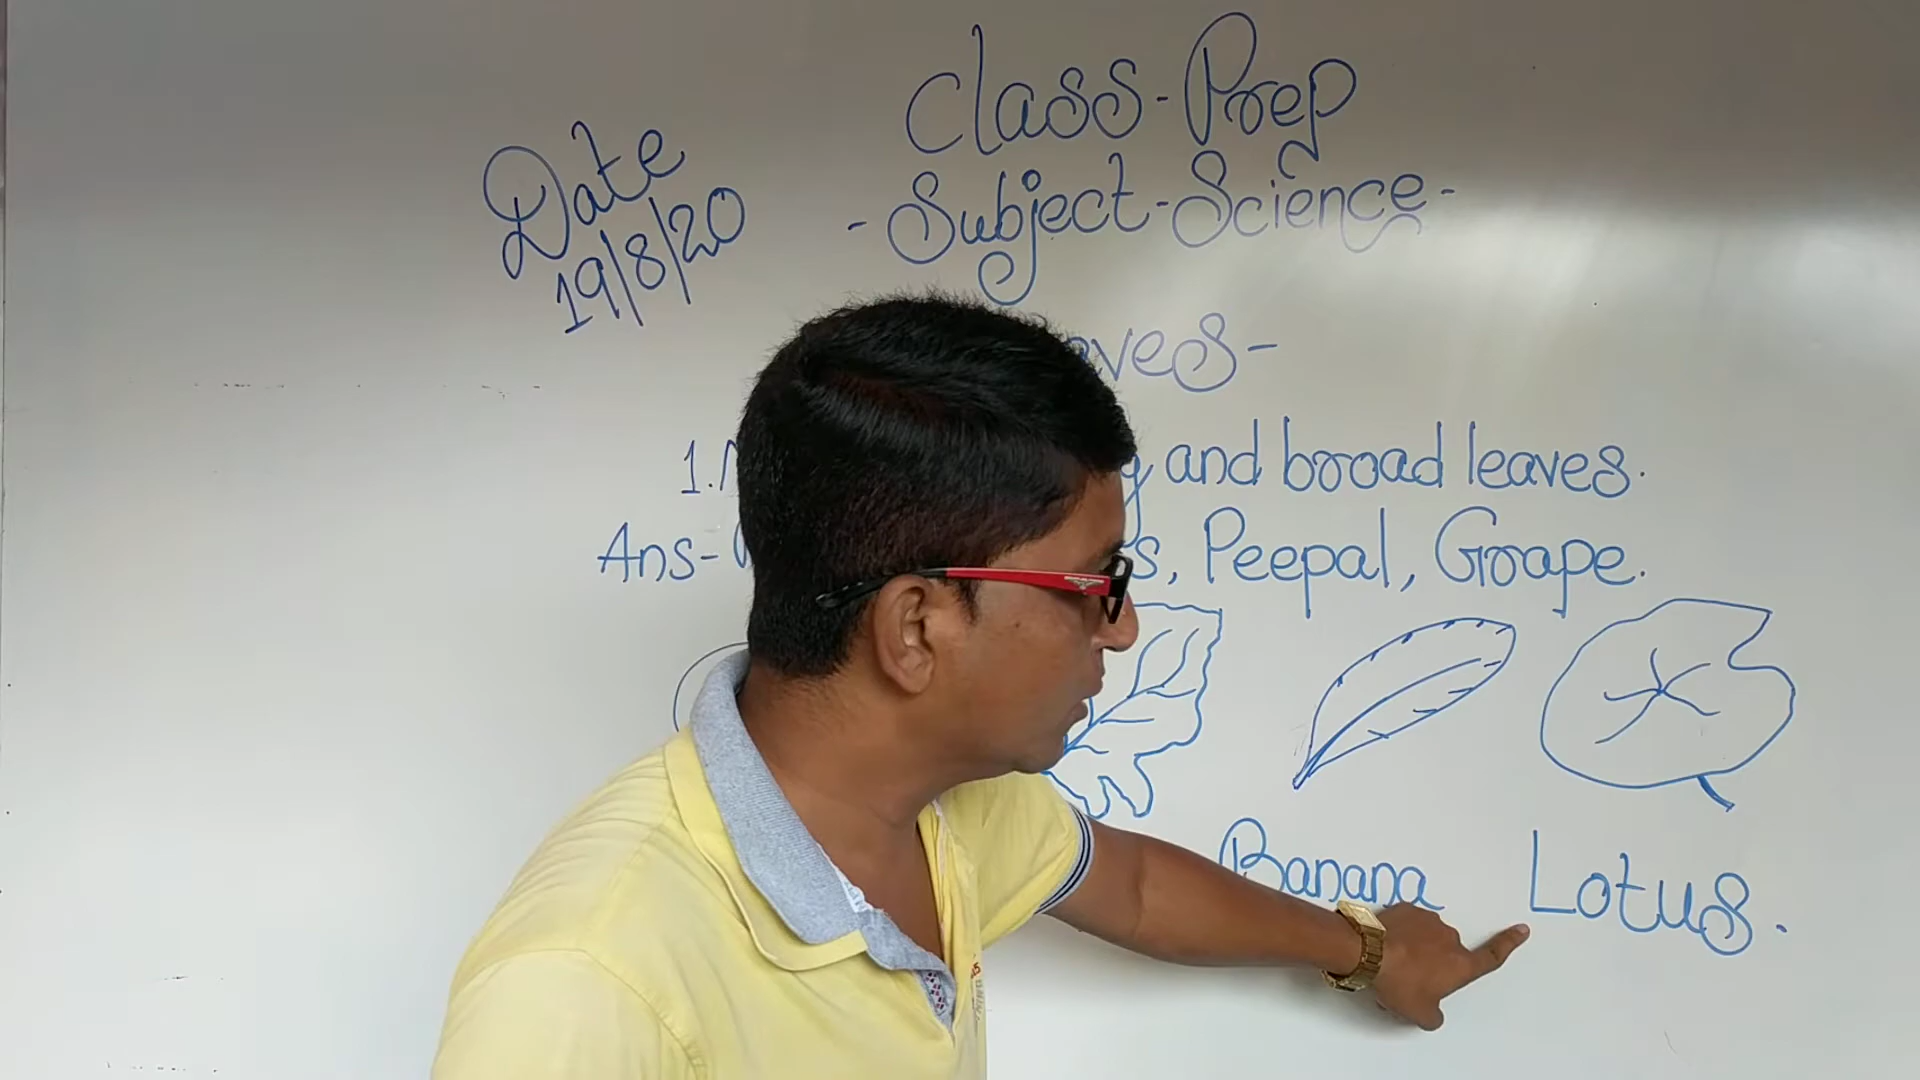 Class-Prep
Date
19/8/20
-Subject-Science-
1. and broad leaves.
Ans- Peepal, Grape.
Banana
Lotus.